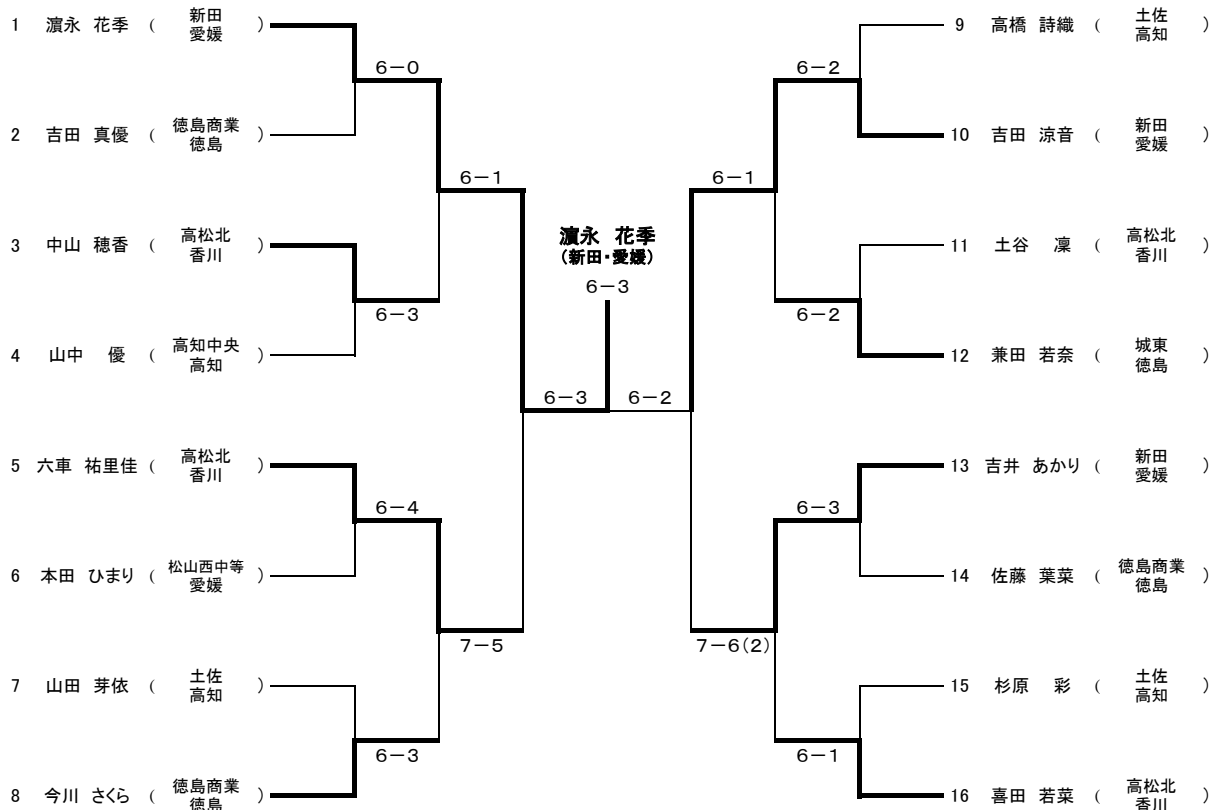 1 濵永 花季 ( 新田 愛媛 )
6-0
2 吉田 真優 ( 徳島商業 徳島 )
6-1
3 中山 穂香 ( 高松北 香川 )
6-3
4 山中 優 ( 高知中央 高知 )
5 六車 祐里佳 ( 高松北 香川 )
6-4
6 本田 ひまり ( 松山西中等 愛媛 )
7-5
7 山田 芽依 ( 土佐 高知 )
6-3
8 今川 さくら ( 徳島商業 徳島 )
濵永 花季
(新田・愛媛)
6-3
6-3
6-2
9 高橋 詩織 ( 土佐 高知 )
6-2
10 吉田 涼音 ( 新田 愛媛 )
6-1
11 土谷 凜 ( 高松北 香川 )
6-2
12 兼田 若奈 ( 城東 徳島 )
13 吉井 あかり ( 新田 愛媛 )
6-3
14 佐藤 葉菜 ( 徳島商業 徳島 )
7-6(2)
15 杉原 彩 ( 土佐 高知 )
6-1
16 喜田 若菜 ( 高松北 香川 )